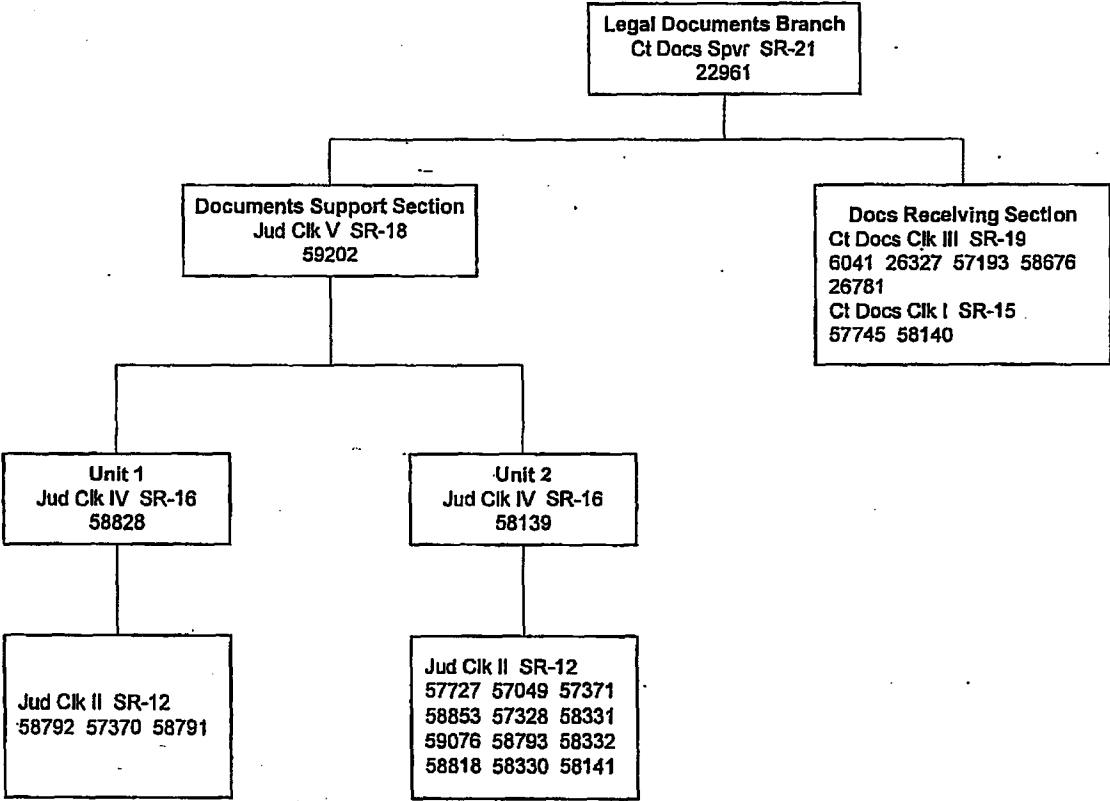 Legal Documents Branch
Ct Docs Spvr SR-21
22961
Documents Support Section
Jud Clk V SR-18
59202
Docs Receiving Section
Ct Docs Clk III SR-19
6041 26327 57193 58676
26781
Ct Docs Clk I SR-15
57745 58140
Unit 1
Jud Clk IV SR-16
58828
Unit 2
Jud Clk IV SR-16
58139
Jud Clk II SR-12
58792 57370 58791
Jud Clk II SR-12
57727 57049 57371
58853 57328 58331
59076 58793 58332
58818 58330 58141